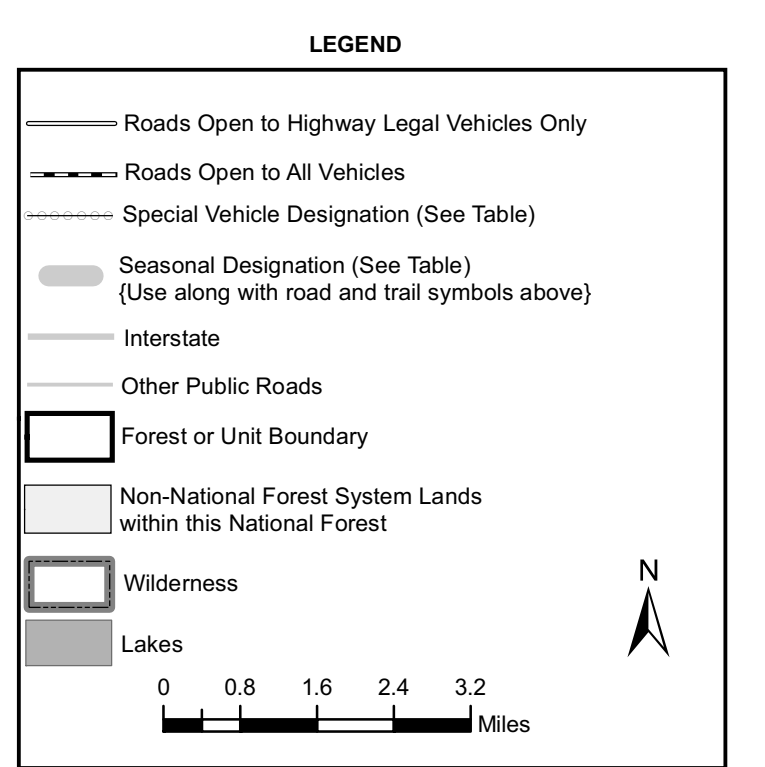 LEGEND
Roads Open to Highway Legal Vehicles Only
Roads Open to All Vehicles
Special Vehicle Designation (See Table)
Seasonal Designation (See Table)
{Use along with road and trail symbols above}
Interstate
Other Public Roads
Forest or Unit Boundary
Non-National Forest System Lands
within this National Forest
Wilderness
N
Lakes
0 0.8 1.6 2.4 3.2
Miles